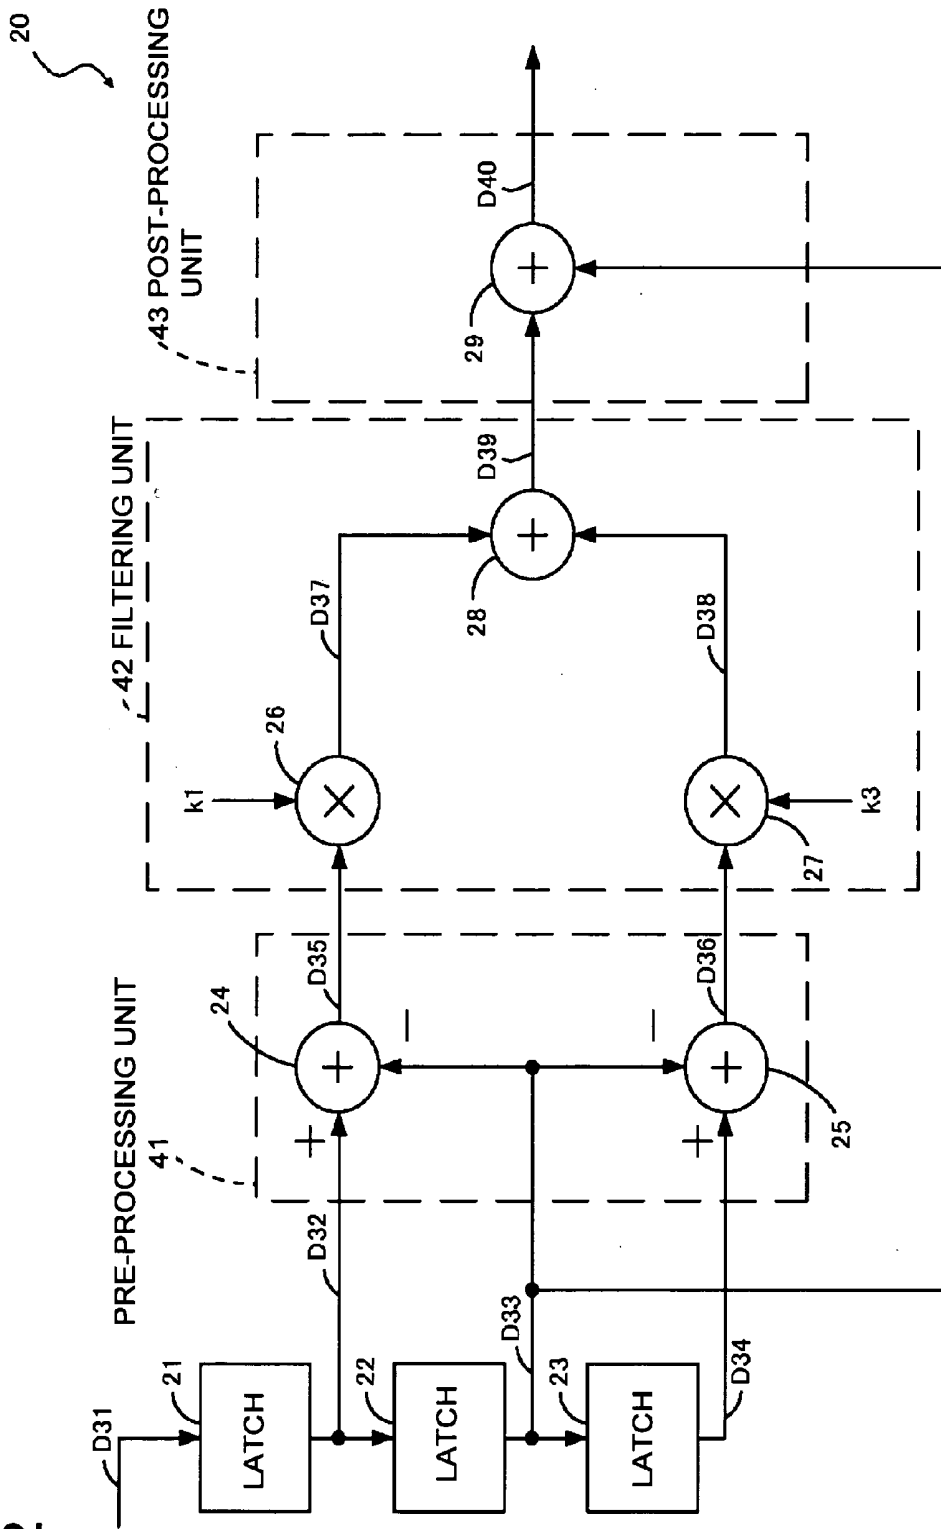 20
PRE-PROCESSING UNIT
41
42 FILTERING UNIT
43 POST-PROCESSING
UNIT
D31
21
LATCH
D32
24
+
+
−
D35
k1
26
×
D37
22
LATCH
D33
28
+
D39
29
+
D40
23
LATCH
D34
+
−
+
25
D36
27
×
k3
D38